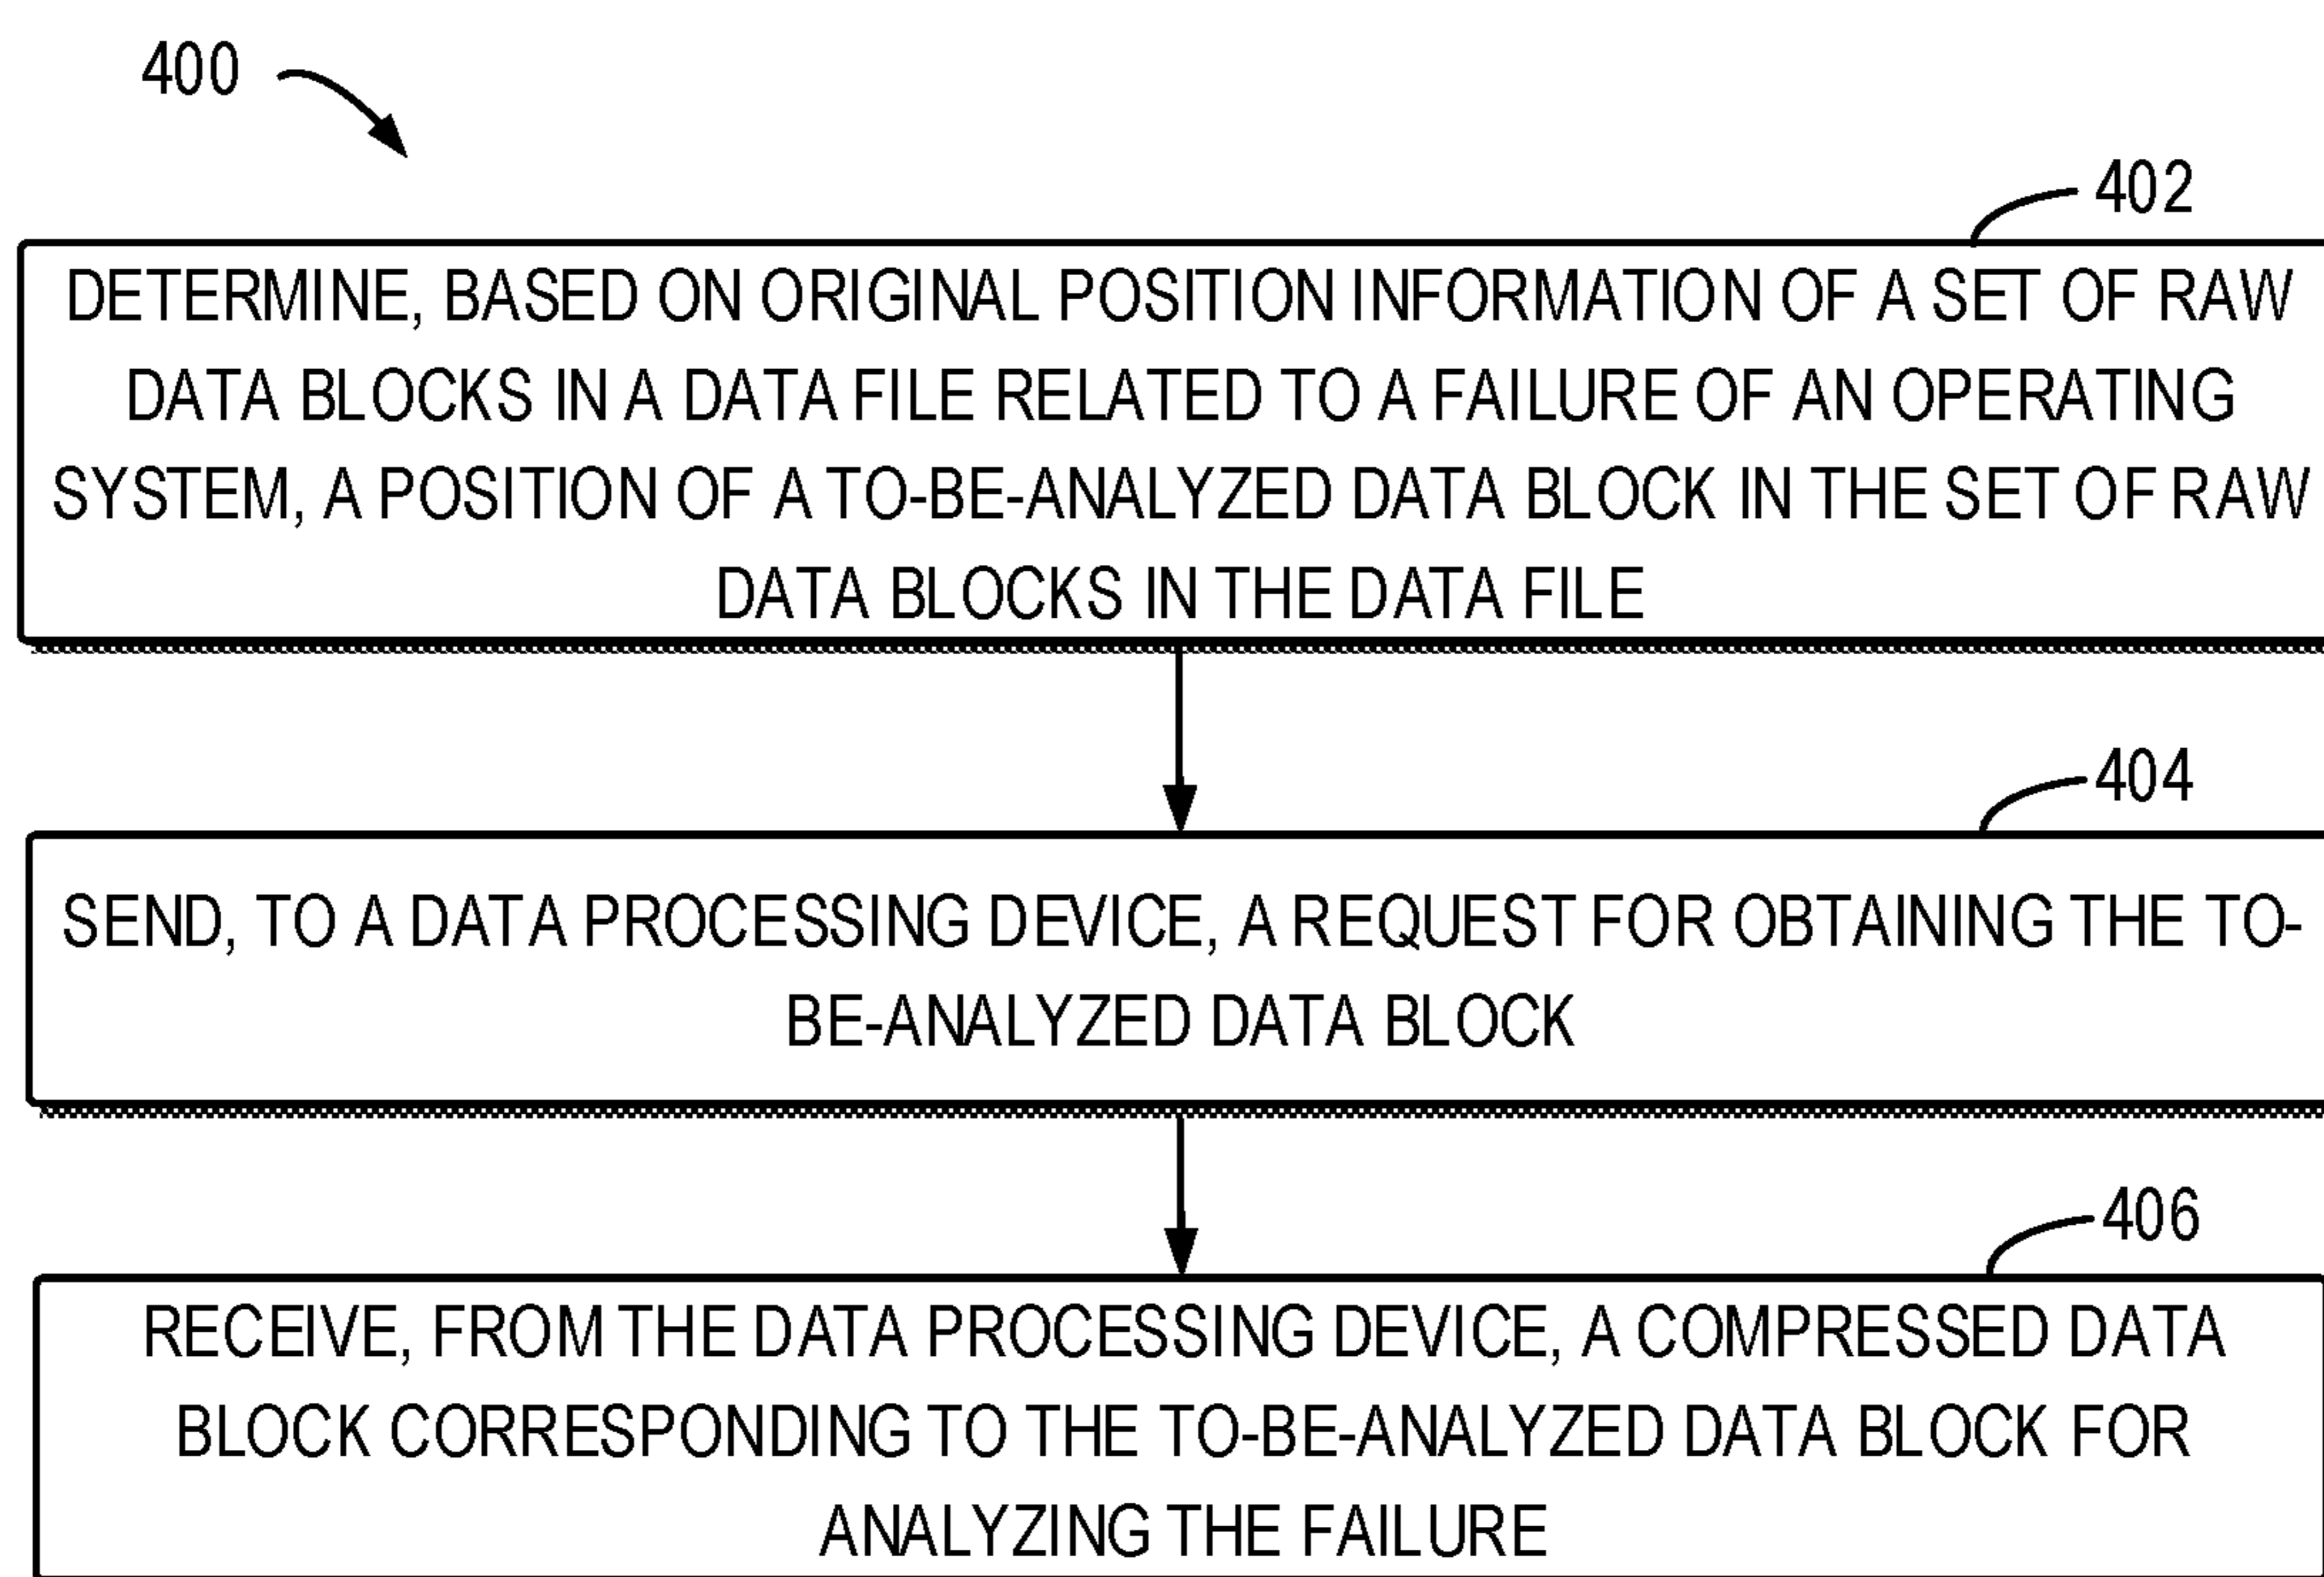 400
402
DETERMINE, BASED ON ORIGINAL POSITION INFORMATION OF A SET OF RAW
DATA BLOCKS IN A DATA FILE RELATED TO A FAILURE OF AN OPERATING
SYSTEM, A POSITION OF A TO-BE-ANALYZED DATA BLOCK IN THE SET OF RAW
DATA BLOCKS IN THE DATA FILE
404
SEND, TO A DATA PROCESSING DEVICE, A REQUEST FOR OBTAINING THE TO-
BE-ANALYZED DATA BLOCK
406
RECEIVE, FROM THE DATA PROCESSING DEVICE, A COMPRESSED DATA
BLOCK CORRESPONDING TO THE TO-BE-ANALYZED DATA BLOCK FOR
ANALYZING THE FAILURE